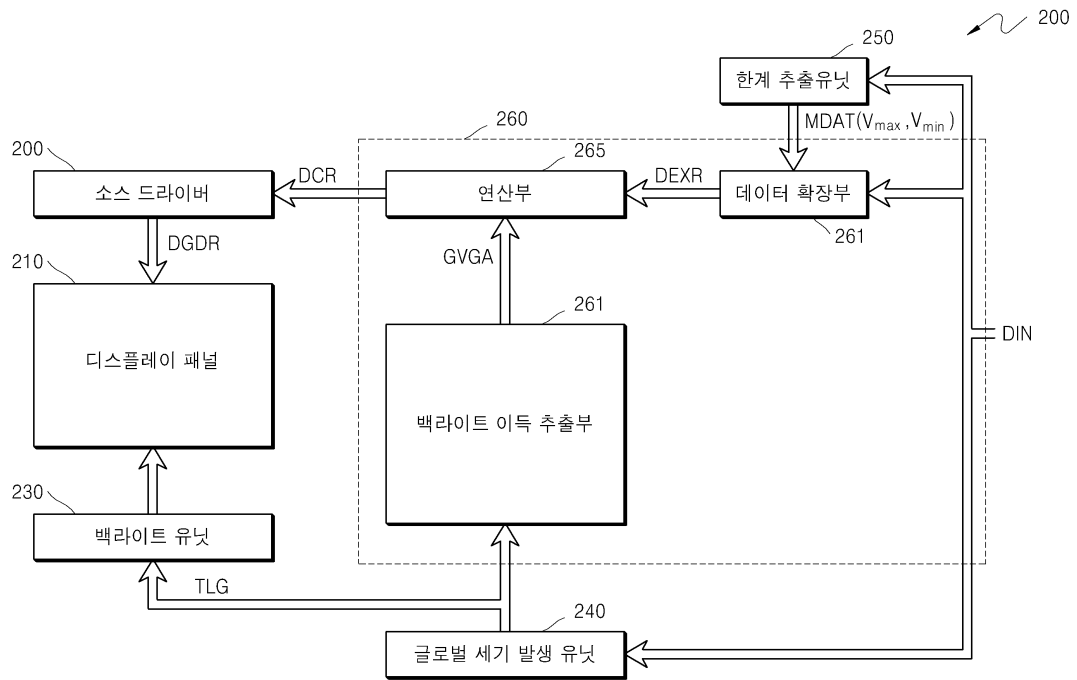 200
250
한계 추출유닛
MDAT(Vmax,Vmin)
260
200
265
소스 드라이버
DCR
연산부
DEXR
데이터 확장부
261
DGDR
GVGA
210
261
디스플레이 패널
DIN
백라이트 이득 추출부
230
백라이트 유닛
TLG
240
글로벌 세기 발생 유닛